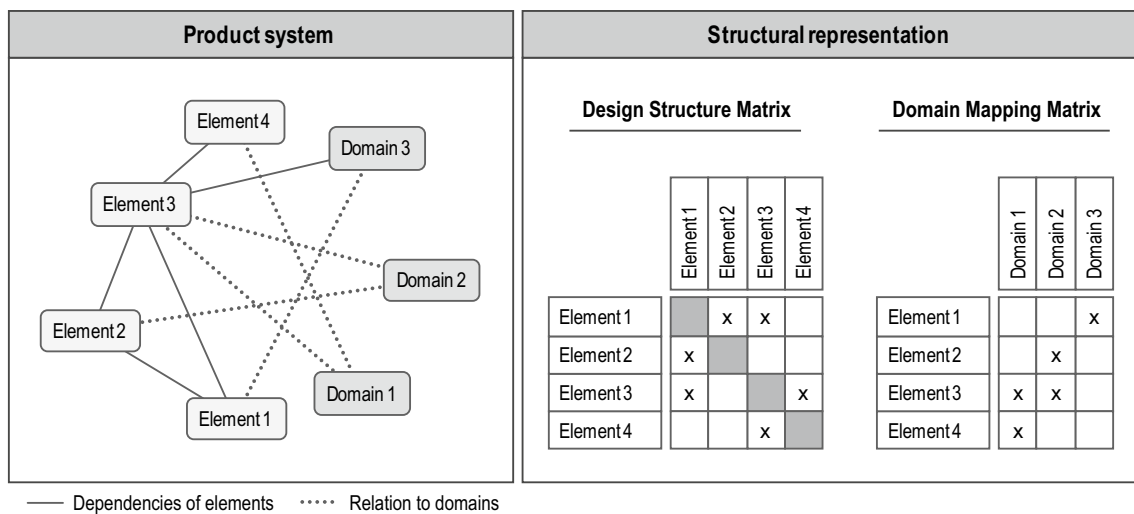 Product system
Structural representation
Element 4
Domain 3
Element 3
Domain 2
Element 2
Domain 1
Element 1
Design Structure Matrix
Element 1
Element 2
Element 3
Element 4
Element 1 x x
Element 2 x
Element 3 x x
Element 4 x
Domain Mapping Matrix
Domain 1
Domain 2
Domain 3
Element 1 x
Element 2 x
Element 3 x x
Element 4 x
Dependencies of elements
Relation to domains